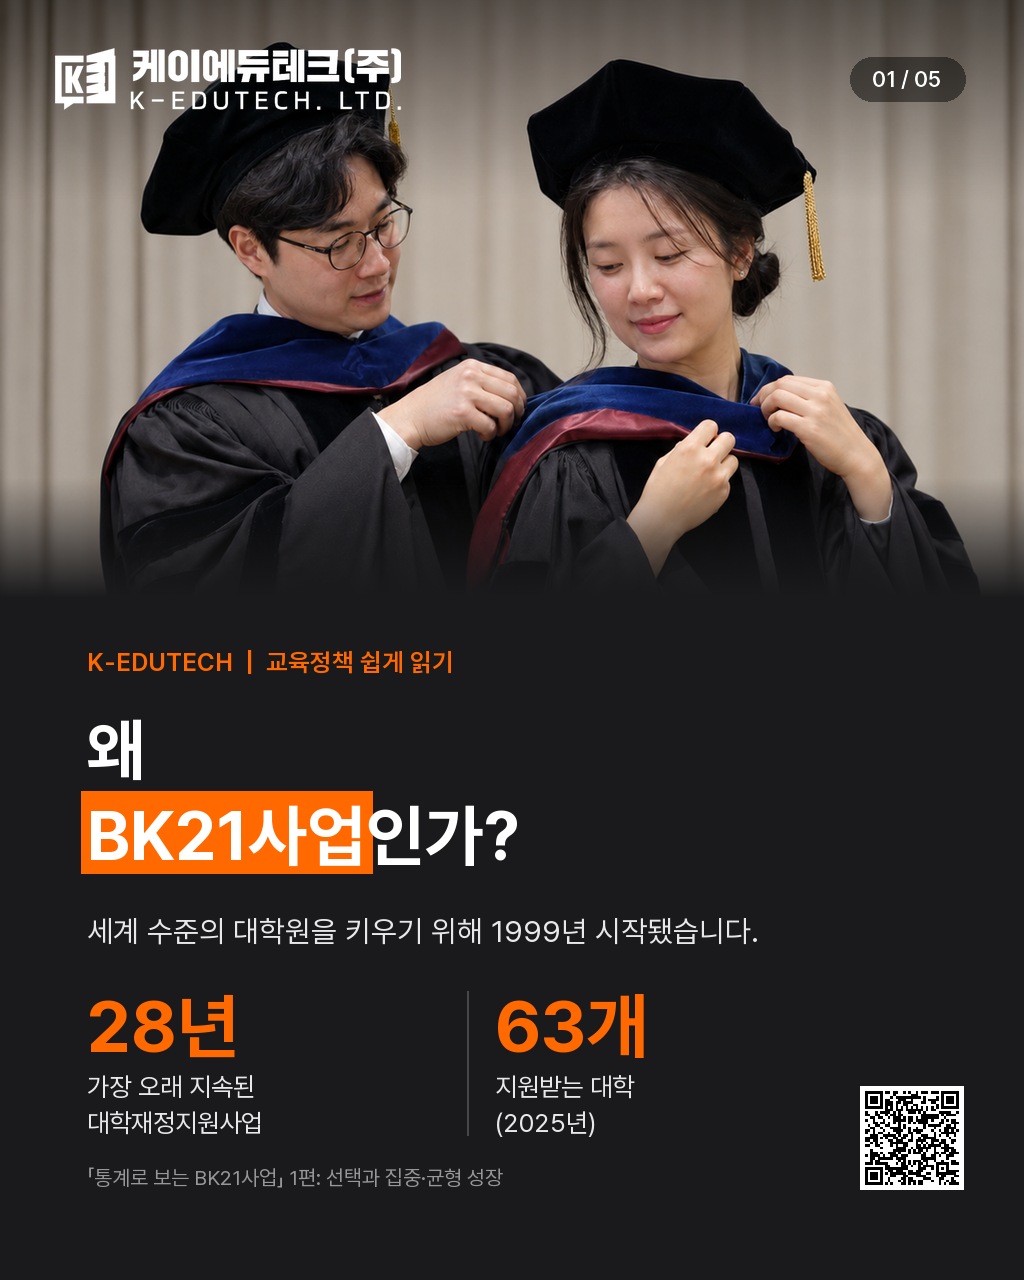 케이에듀테크(주)
K-EDUTECH. LTD.
01 / 05
K-EDUTECH | 교육정책 쉽게 읽기
왜
BK21사업인가?
세계 수준의 대학원을 키우기 위해 1999년 시작됐습니다.
28년
가장 오래 지속된
대학재정지원사업
63개
지원받는 대학
(2025년)
「통계로 보는 BK21사업」 1편: 선택과 집중·균형 성장